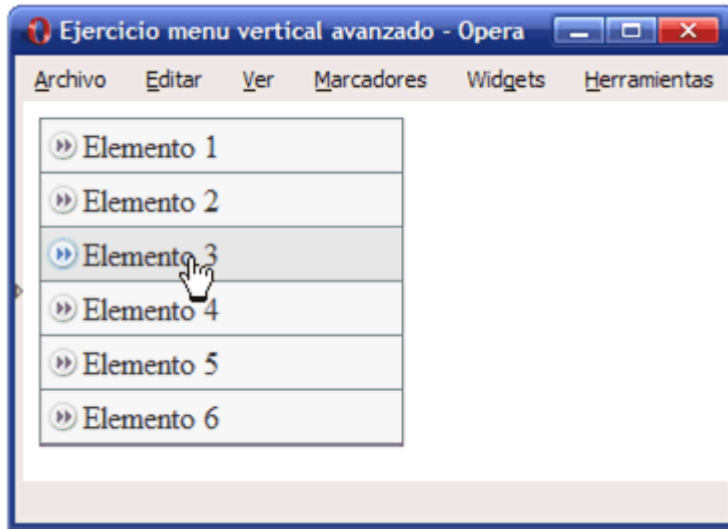 Ejercicio menu vertical avanzado - Opera
Archivo Editar Ver Marcadores Widgets Herramientas
Elemento 1
Elemento 2
Elemento 3
Elemento 4
Elemento 5
Elemento 6